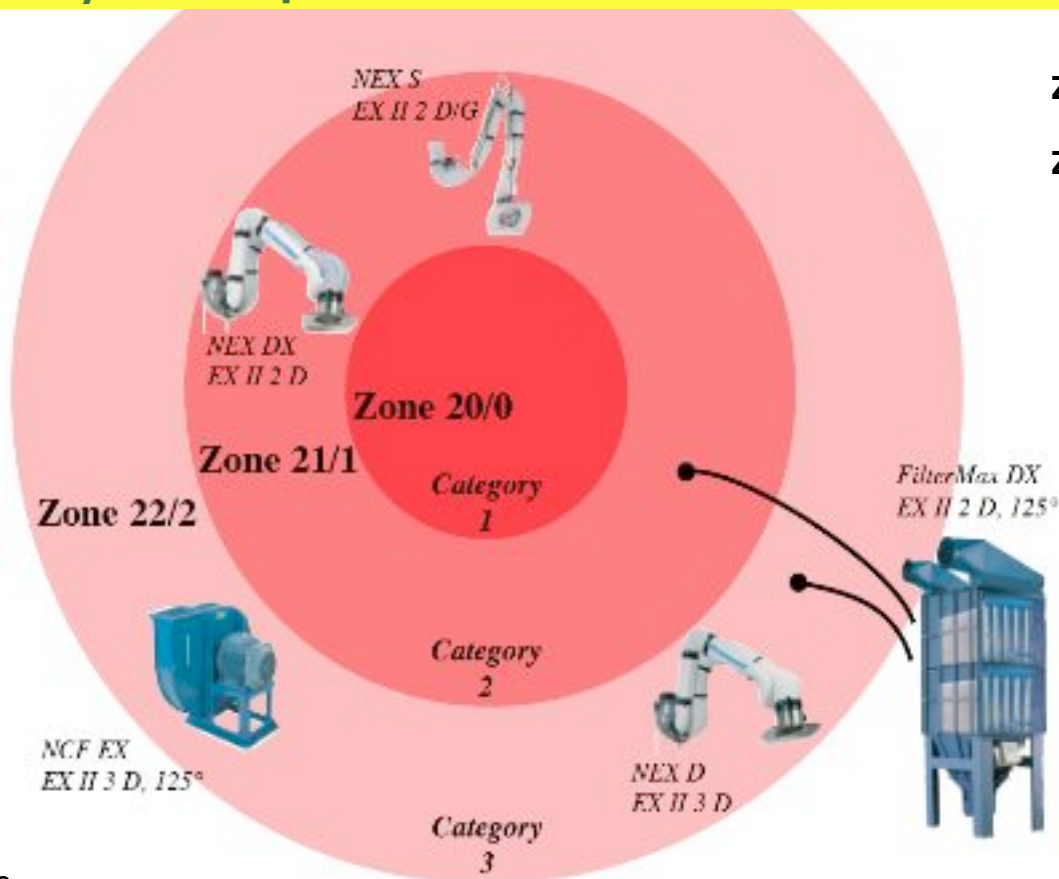 NEX S
EX II 2 D/G
NEX DX
EX II 2 D
Zone 20/0
Zone 21/1
Zone 22/2
Category
1
FilterMax DX
EX II 2 D, 125°
Category
2
NCF EX
EX II 3 D, 125°
NEX D
EX II 3 D
Category
3